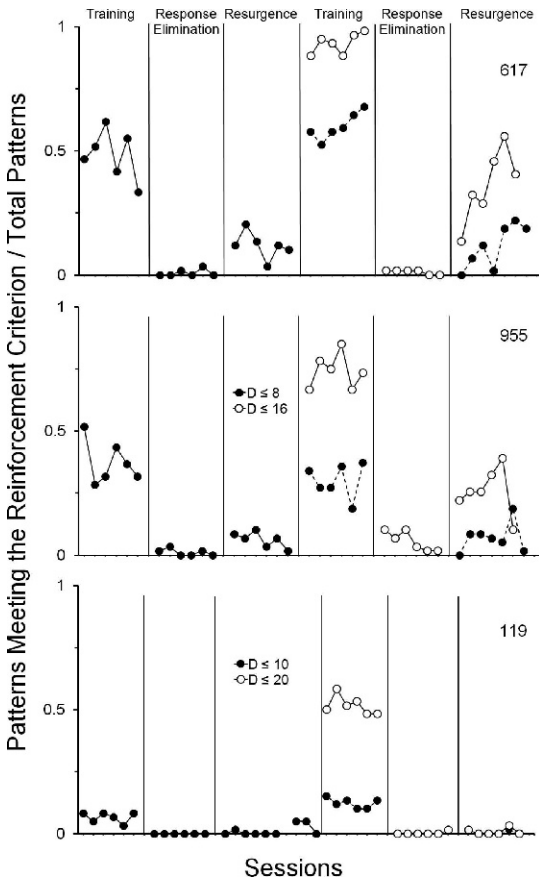 Training Response Resurgence Training Response Resurgence
Elimination Elimination
1
617
0.5
0
1
955
D ≤ 8
D ≤ 16
0.5
0
1
119
D ≤ 10
D ≤ 20
0.5
0
Patterns Meeting the Reinforcement Criterion / Total Patterns
Sessions